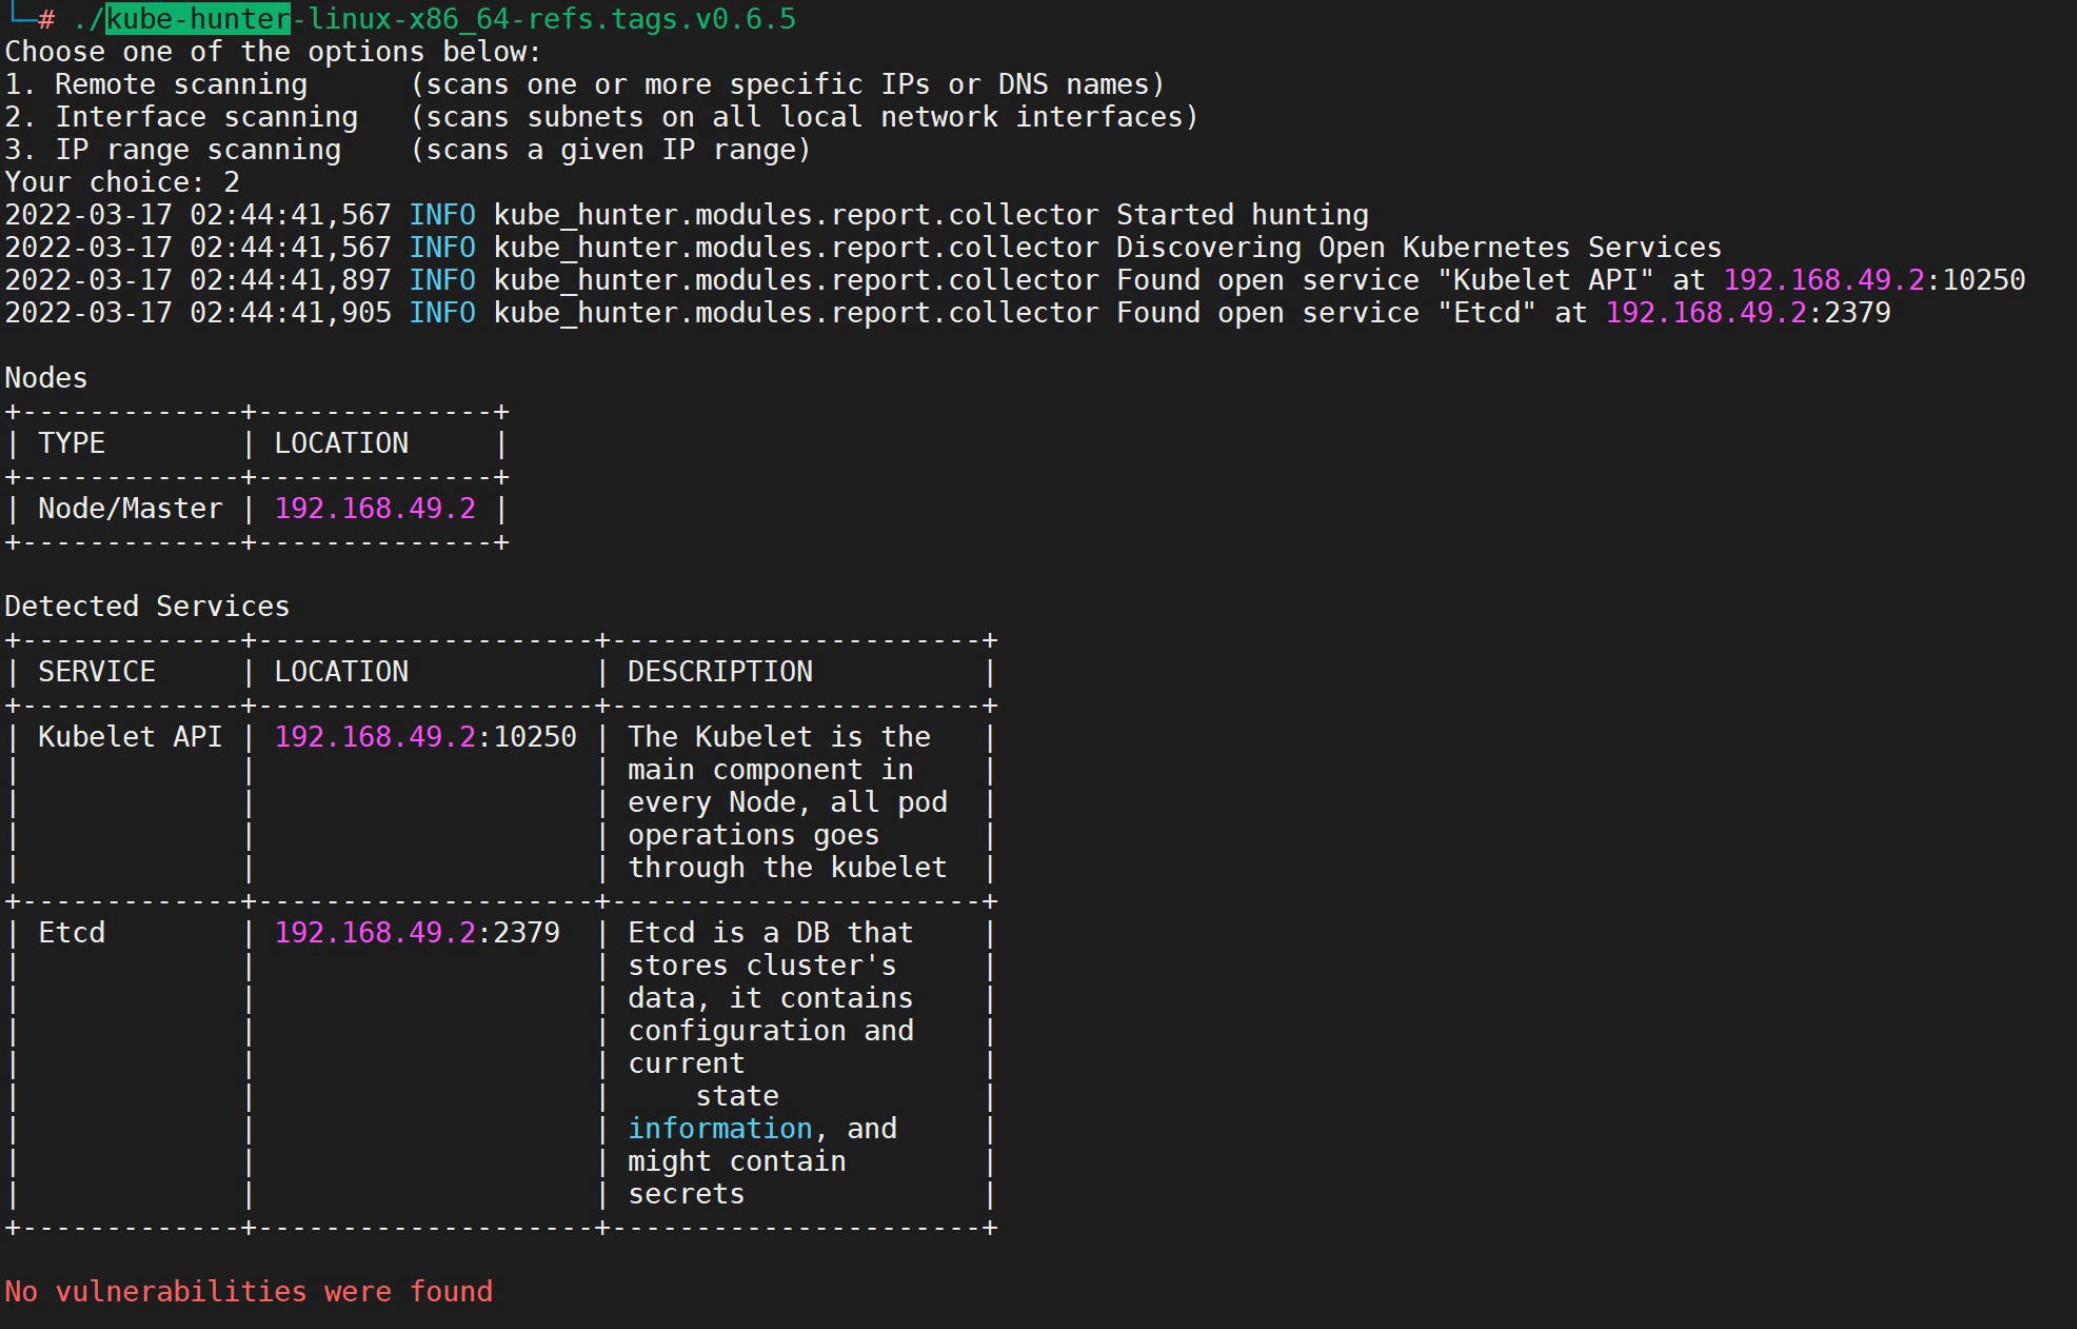 └─# ./kube-hunter-linux-x86_64-refs.tags.v0.6.5
Choose one of the options below:
1. Remote scanning      (scans one or more specific IPs or DNS names)
2. Interface scanning   (scans subnets on all local network interfaces)
3. IP range scanning    (scans a given IP range)
Your choice: 2
2022-03-17 02:44:41,567 INFO kube_hunter.modules.report.collector Started hunting
2022-03-17 02:44:41,567 INFO kube_hunter.modules.report.collector Discovering Open Kubernetes Services
2022-03-17 02:44:41,897 INFO kube_hunter.modules.report.collector Found open service "Kubelet API" at 192.168.49.2:10250
2022-03-17 02:44:41,905 INFO kube_hunter.modules.report.collector Found open service "Etcd" at 192.168.49.2:2379

Nodes
+-------------+--------------+
| TYPE        | LOCATION     |
+-------------+--------------+
| Node/Master | 192.168.49.2 |
+-------------+--------------+

Detected Services
+-------------+--------------------+----------------------+
| SERVICE     | LOCATION           | DESCRIPTION          |
+-------------+--------------------+----------------------+
| Kubelet API | 192.168.49.2:10250 | The Kubelet is the   |
|             |                    | main component in    |
|             |                    | every Node, all pod  |
|             |                    | operations goes      |
|             |                    | through the kubelet  |
+-------------+--------------------+----------------------+
| Etcd        | 192.168.49.2:2379  | Etcd is a DB that    |
|             |                    | stores cluster's     |
|             |                    | data, it contains    |
|             |                    | configuration and    |
|             |                    | current              |
|             |                    |     state            |
|             |                    | information, and     |
|             |                    | might contain        |
|             |                    | secrets              |
+-------------+--------------------+----------------------+

No vulnerabilities were found